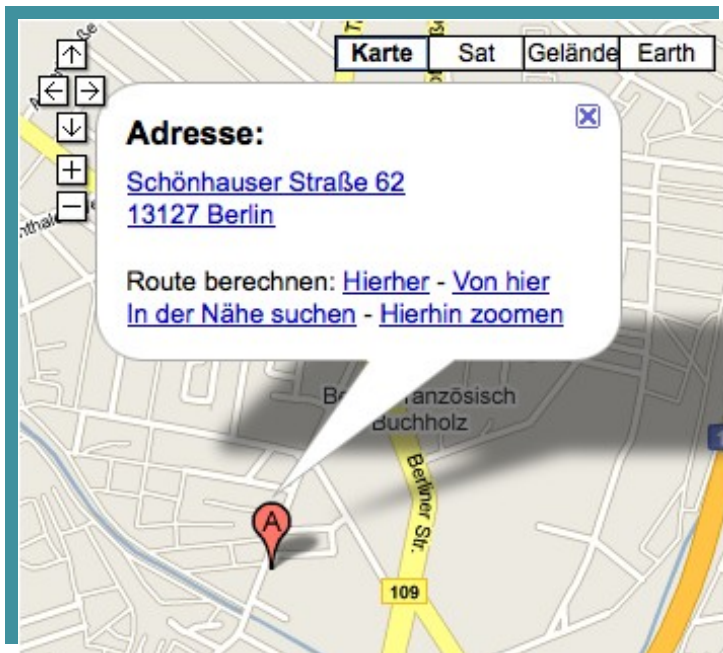 Karte Sat Gelände Earth
Adresse:
Schönhauser Straße 62
13127 Berlin
Route berechnen: Hierher - Von hier
In der Nähe suchen - Hierhin zoomen
Buchholz
Berliner Str.
A
109